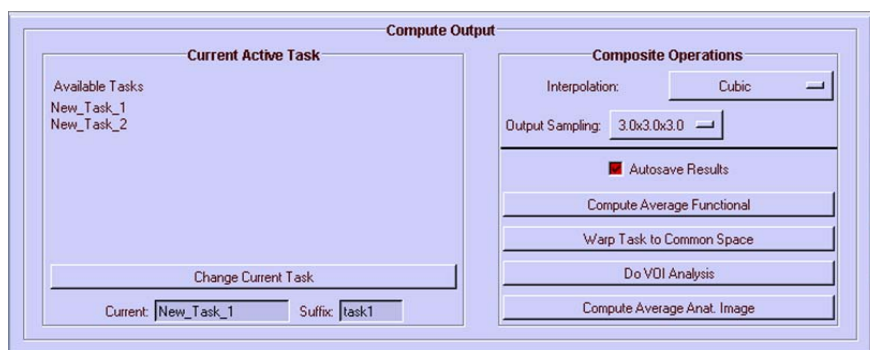 Compute Output
Current Active Task
Available Tasks
New_Task_1
New_Task_2
Change Current Task
Current: New_Task_1 Suffix: task1
Composite Operations
Interpolation: Cubic
Output Sampling: 3.0x3.0x3.0
Autosave Results
Compute Average Functional
Warp Task to Common Space
Do VOI Analysis
Compute Average Anat. Image